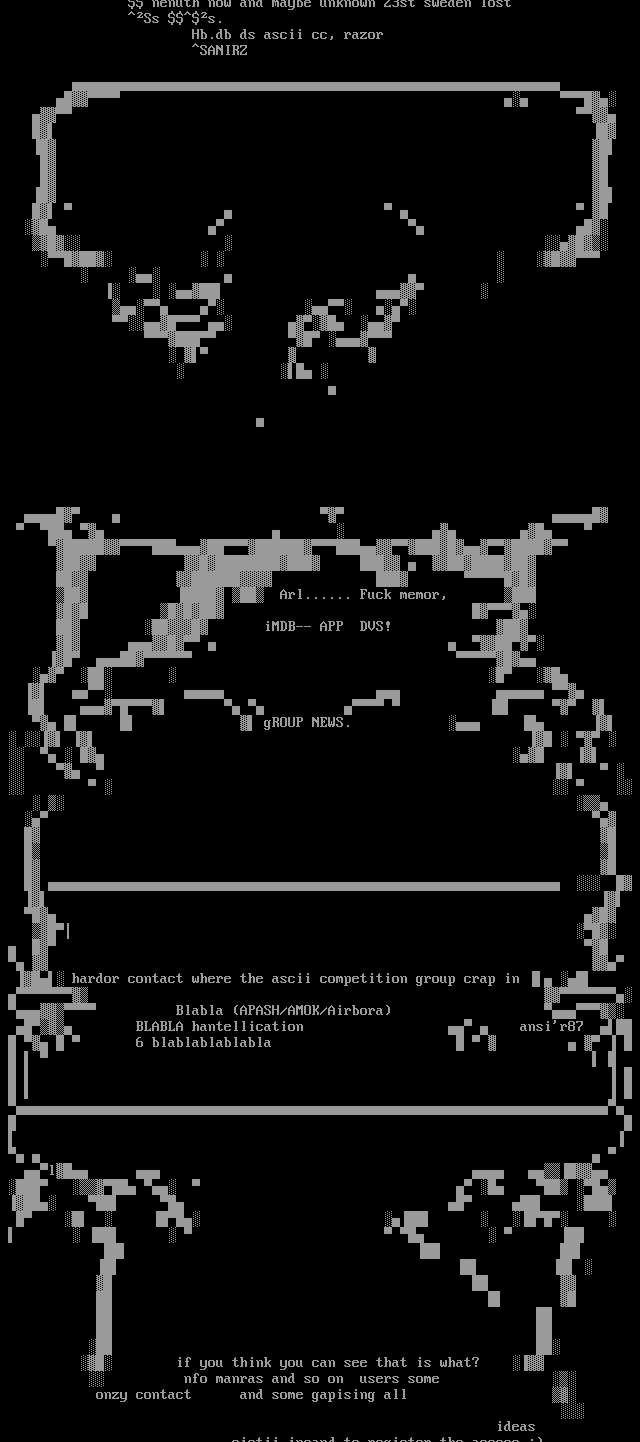 $$ nenuth now and maybe unknown 23st sweden lost
^²Ss $$^$²s.
Hb.db ds ascii cc, razor
^SANIRZ
Arl...... Fuck memor,
iMDB-- APP DVS!
gROUP NEWS.
hardor contact where the ascii competition group crap in
Blabla (APASH/AMOK/Airbora)
BLABLA hantellication ansi'r87
6 blablablablabla
if you think you can see that is what?
nfo manras and so on users some
onzy contact and some gapising all
ideas